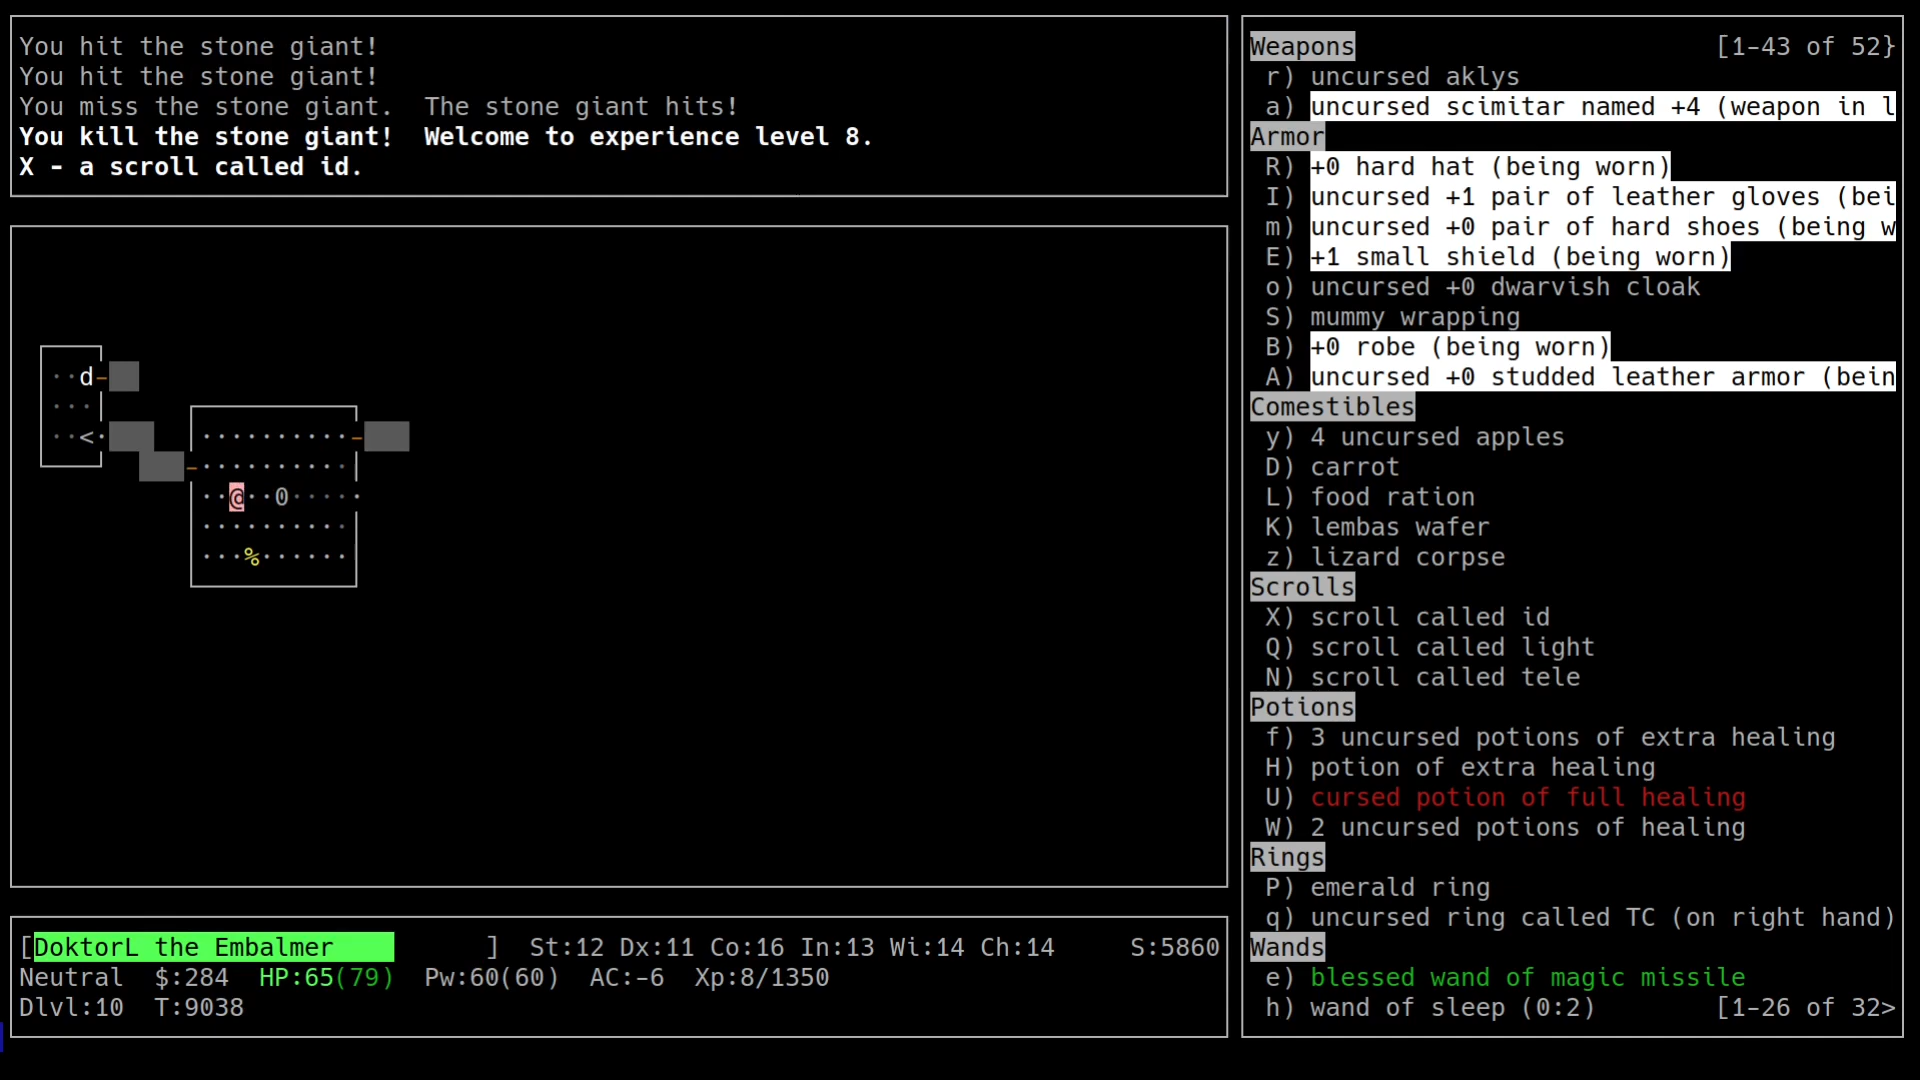 You hit the stone giant!
You hit the stone giant!
You miss the stone giant.  The stone giant hits!
You kill the stone giant!  Welcome to experience level 8.
X - a scroll called id.
··d-
···
··<·
··········-
-··········
··@··0·····
··········
···%······
[DoktorL the Embalmer          ]  St:12 Dx:11 Co:16 In:13 Wi:14 Ch:14     S:5860
Neutral  $:284  HP:65(79)  Pw:60(60)  AC:-6  Xp:8/1350
Dlvl:10  T:9038
Weapons                        [1-43 of 52}
r) uncursed aklys
a) uncursed scimitar named +4 (weapon in l
Armor
R) +0 hard hat (being worn)
I) uncursed +1 pair of leather gloves (bei
m) uncursed +0 pair of hard shoes (being w
E) +1 small shield (being worn)
o) uncursed +0 dwarvish cloak
S) mummy wrapping
B) +0 robe (being worn)
A) uncursed +0 studded leather armor (bein
Comestibles
y) 4 uncursed apples
D) carrot
L) food ration
K) lembas wafer
z) lizard corpse
Scrolls
X) scroll called id
Q) scroll called light
N) scroll called tele
Potions
f) 3 uncursed potions of extra healing
H) potion of extra healing
U) cursed potion of full healing
W) 2 uncursed potions of healing
Rings
P) emerald ring
q) uncursed ring called TC (on right hand)
Wands
e) blessed wand of magic missile
h) wand of sleep (0:2)        [1-26 of 32>